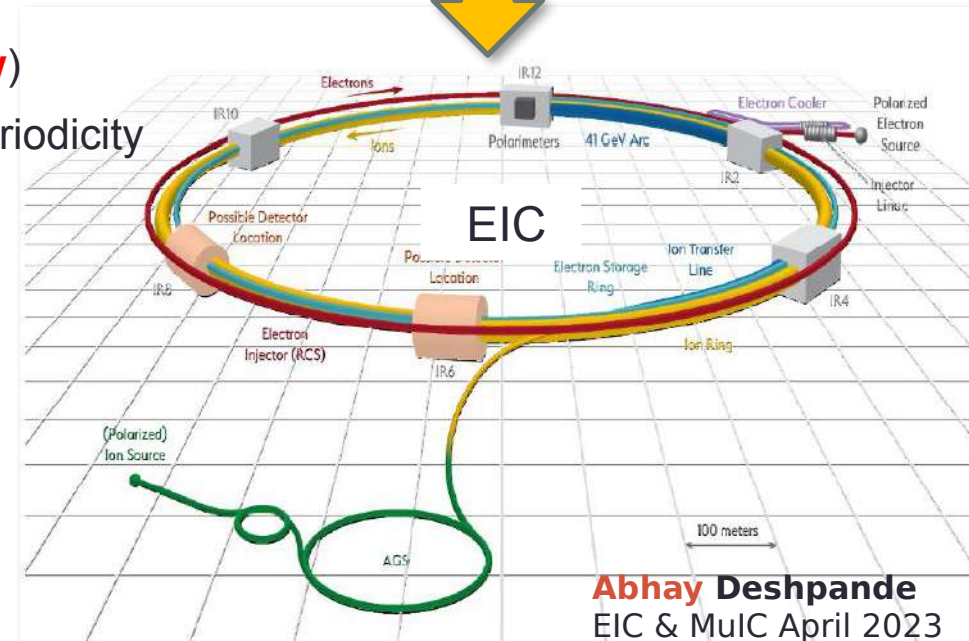 )
riodicity
Electrons
IR12
IR10
Ions
Polarimeters
41 GeV Arc
Electron Cooler
Polarized
Electron
Source
IR2
Injector
Linac
Possible Detector
Location
EIC
Location
Electron Storage
Ring
Ion Transfer
Line
IR8
IR4
Electron
Injector (RCS)
IR6
Ion Ring
(Polarized)
Ion Source
AGS
100 meters
Abhay Deshpande
EIC & MuIC April 2023